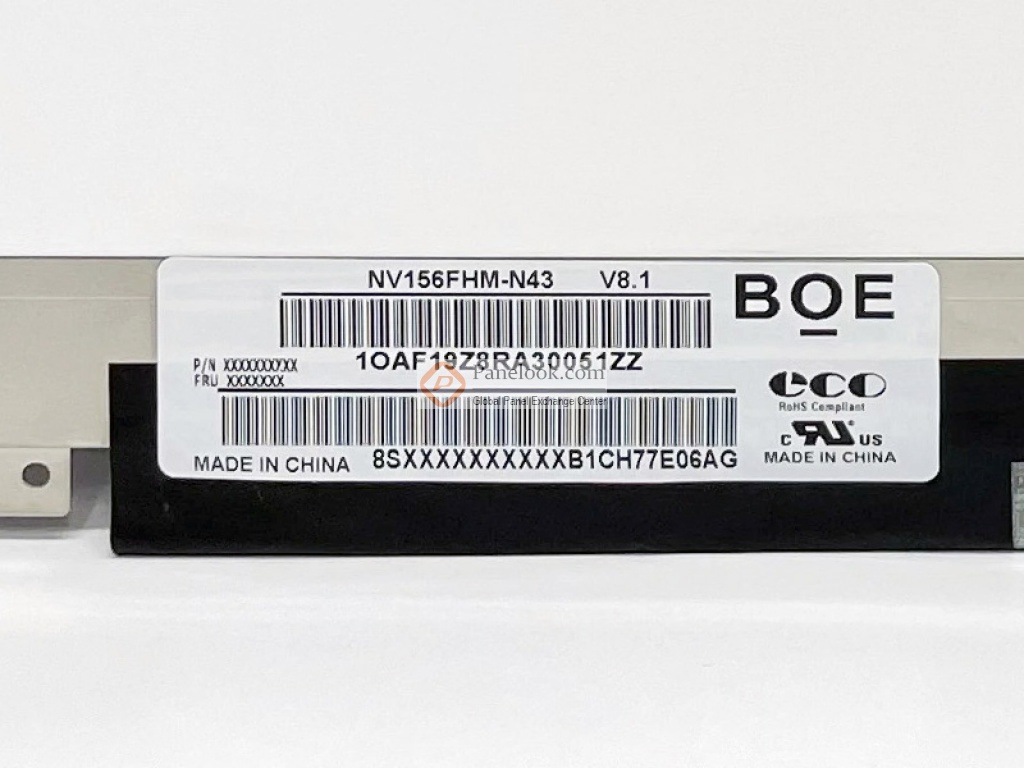 NV156FHM-N43 V8.1
BOE
1OAF19Z8RA30051ZZ
P/N XXXXXXXXXX
FRU XXXXXXX
Panelook.com
Global Panel Exchange Center
eco
RoHS Compliant
c RU US
MADE IN CHINA
8SXXXXXXXXXXB1CH77E06AG
MADE IN CHINA